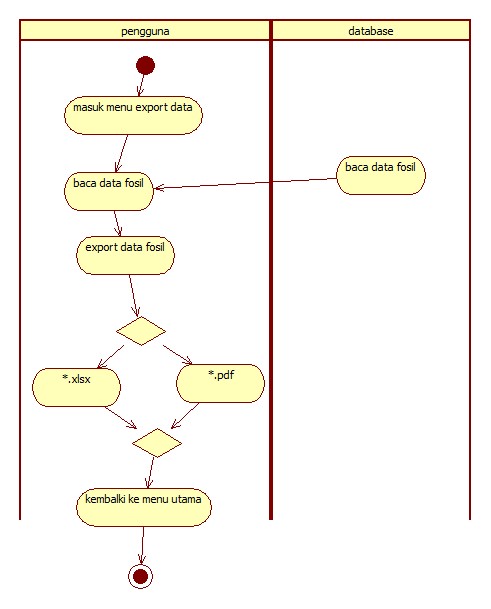 pengguna
database
masuk menu export data
baca data fosil
baca data fosil
export data fosil
*.xlsx
*.pdf
kembalki ke menu utama